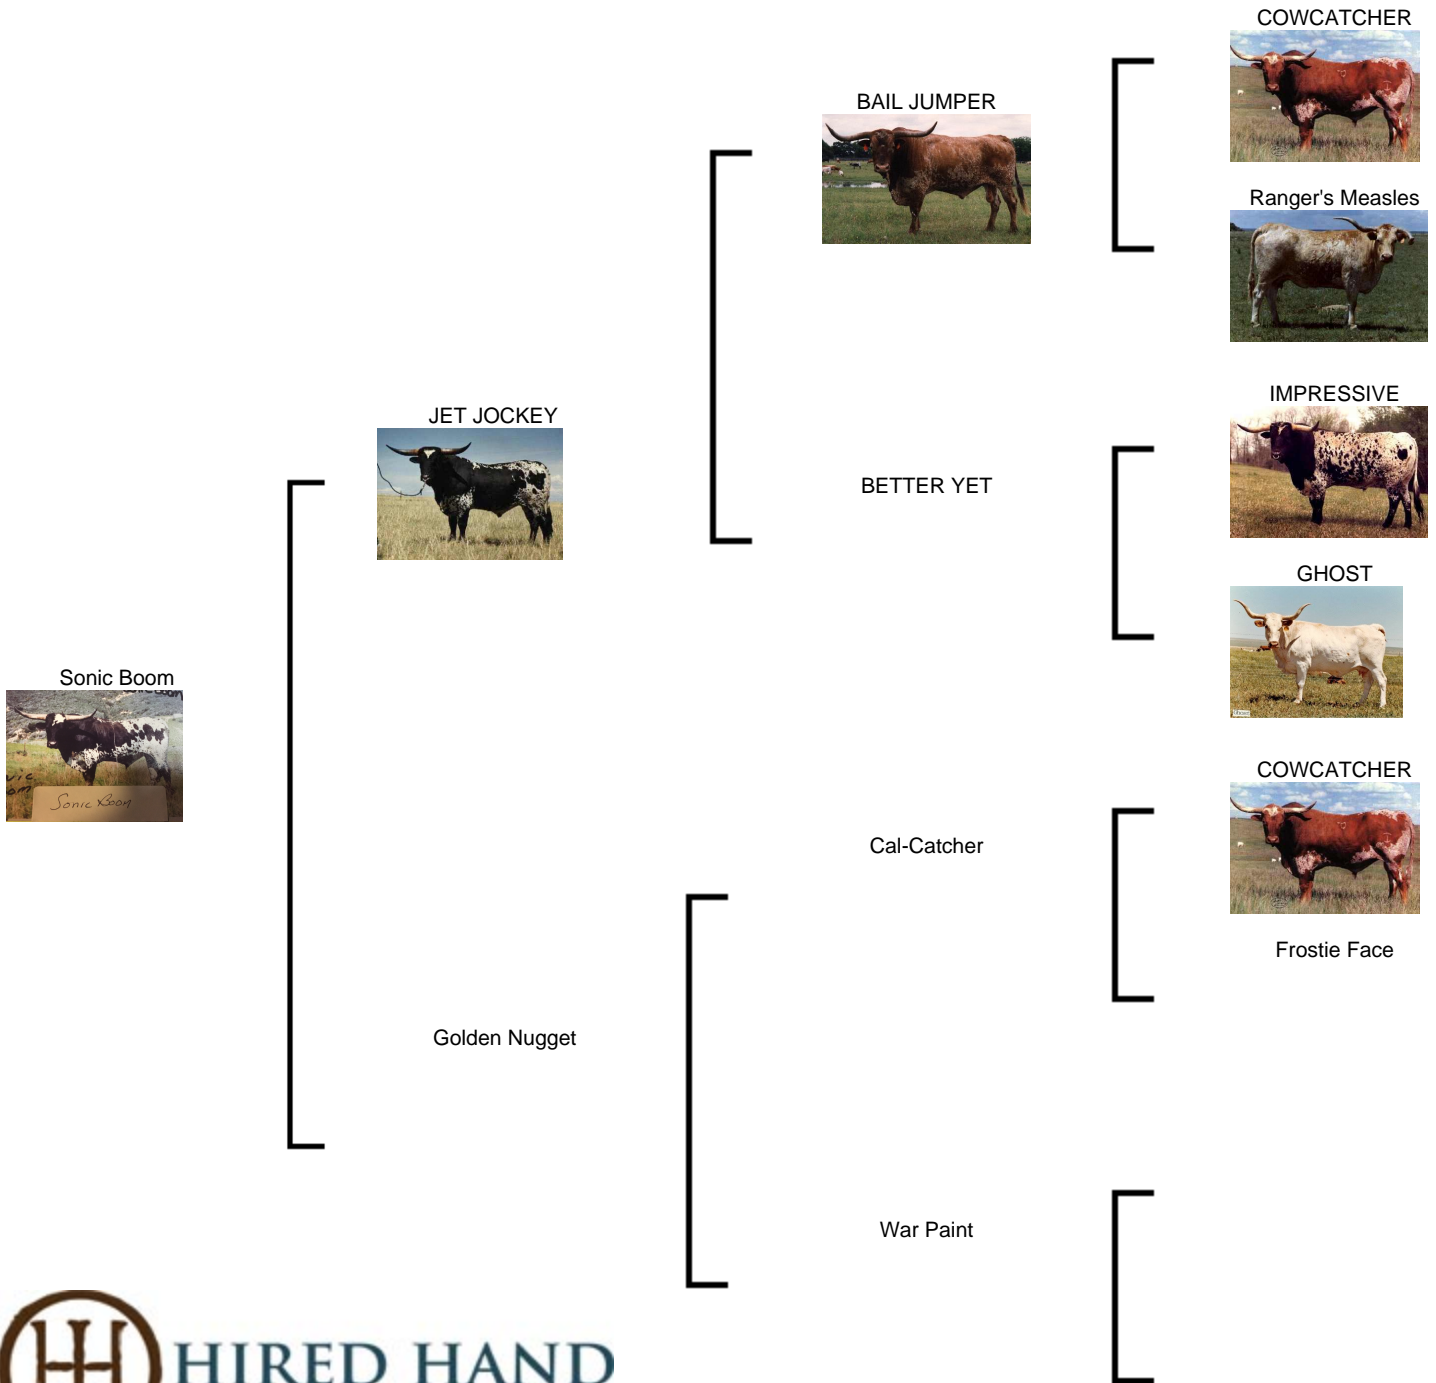 COWCATCHER
BAIL JUMPER
Ranger's Measles
JET JOCKEY
IMPRESSIVE
BETTER YET
GHOST
Sonic Boom
Sonic Boom
COWCATCHER
Cal-Catcher
Frostie Face
Golden Nugget
War Paint
HIRED HAND